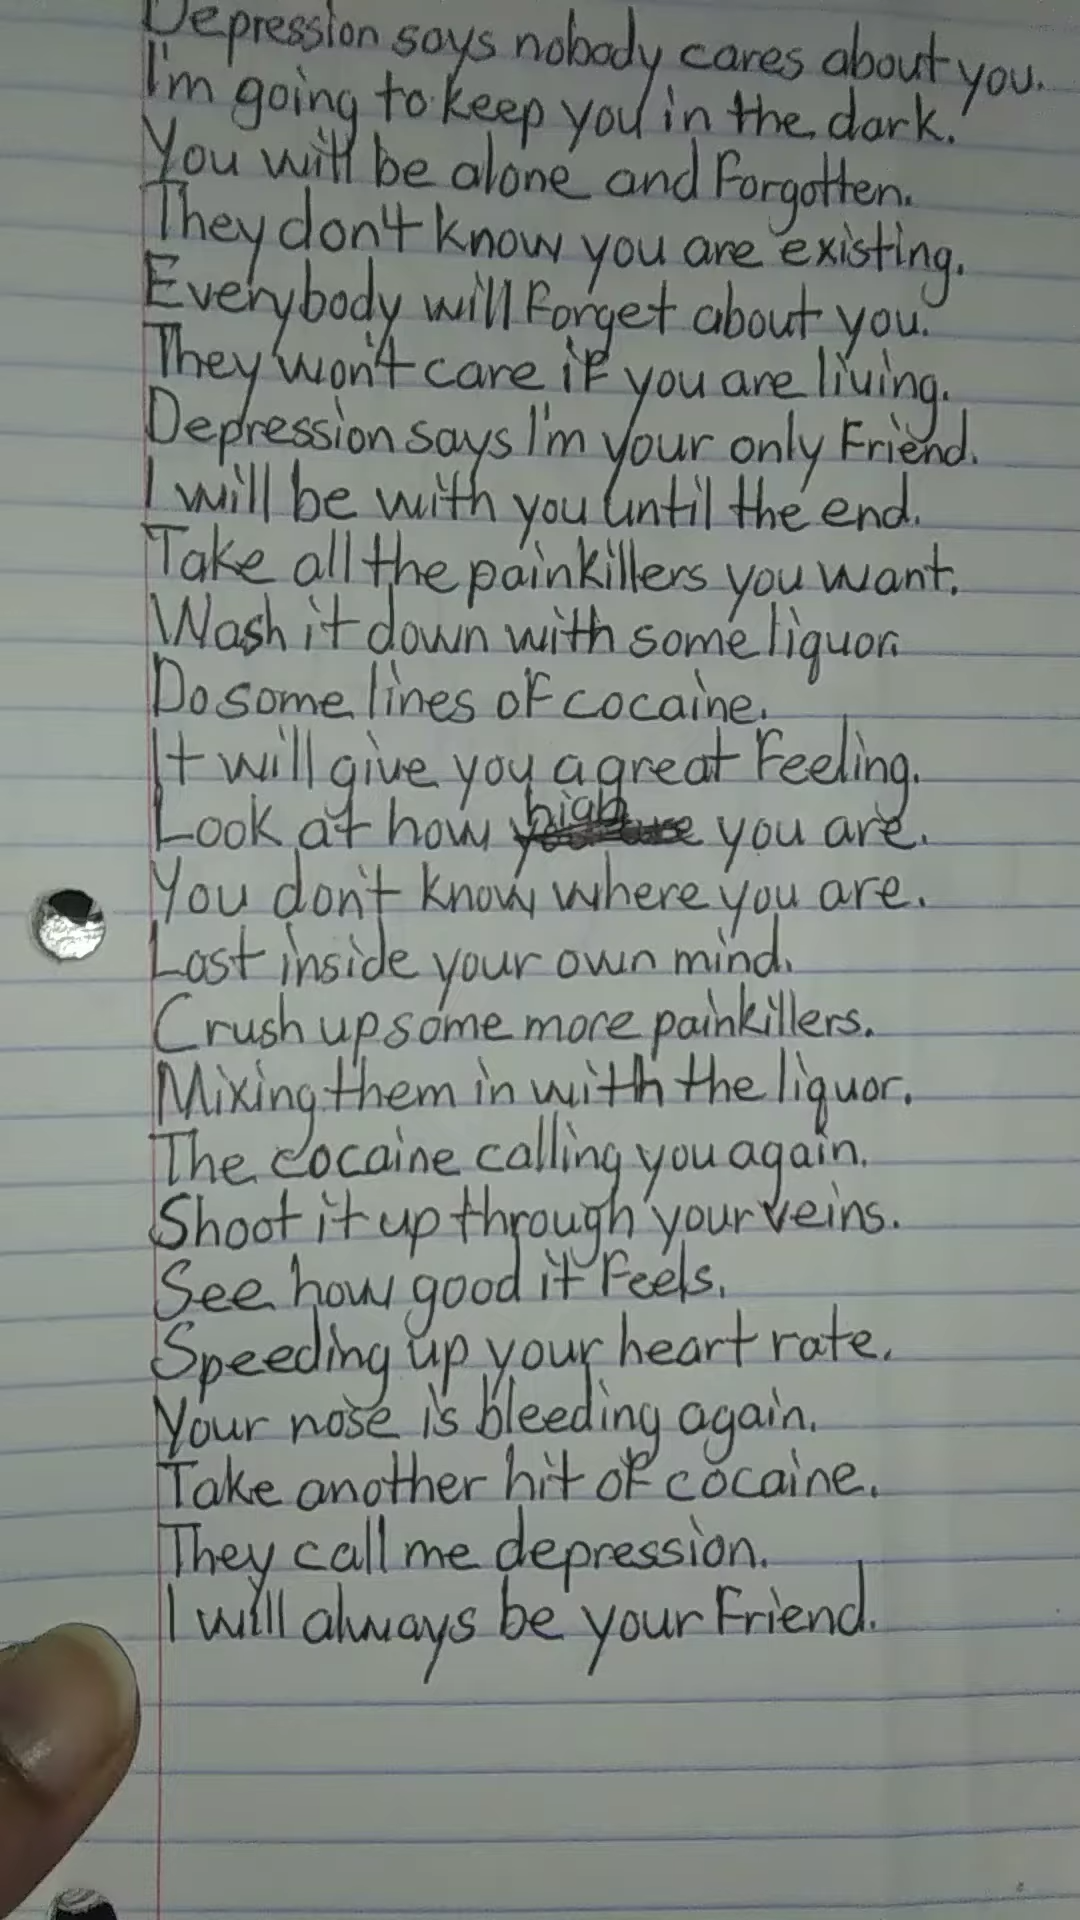 Depression says nobody cares about you.
I'm going to keep you in the dark.
You will be alone and forgotten.
They don't know you are existing.
Everybody will forget about you.
They won't care if you are living.
Depression says I'm your only friend.
I will be with you until the end.
Take all the painkillers you want.
Wash it down with some liquor.
Do some lines of cocaine.
It will give you a great feeling.
Look at how high you are.
You don't know where you are.
Lost inside your own mind.
Crush up some more painkillers.
Mixing them in with the liquor.
The cocaine calling you again.
Shoot it up through your veins.
See how good it feels.
Speeding up your heart rate.
Your nose is bleeding again.
Take another hit of cocaine.
They call me depression.
I will always be your friend.